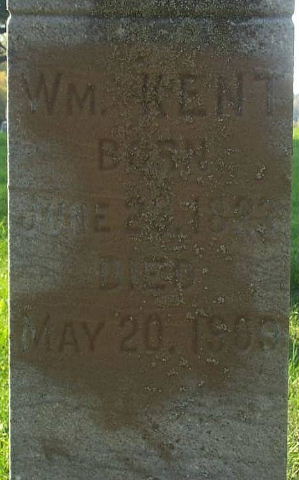 WM. KENT
BORN
JUNE
DIED
MAY 20. 1909